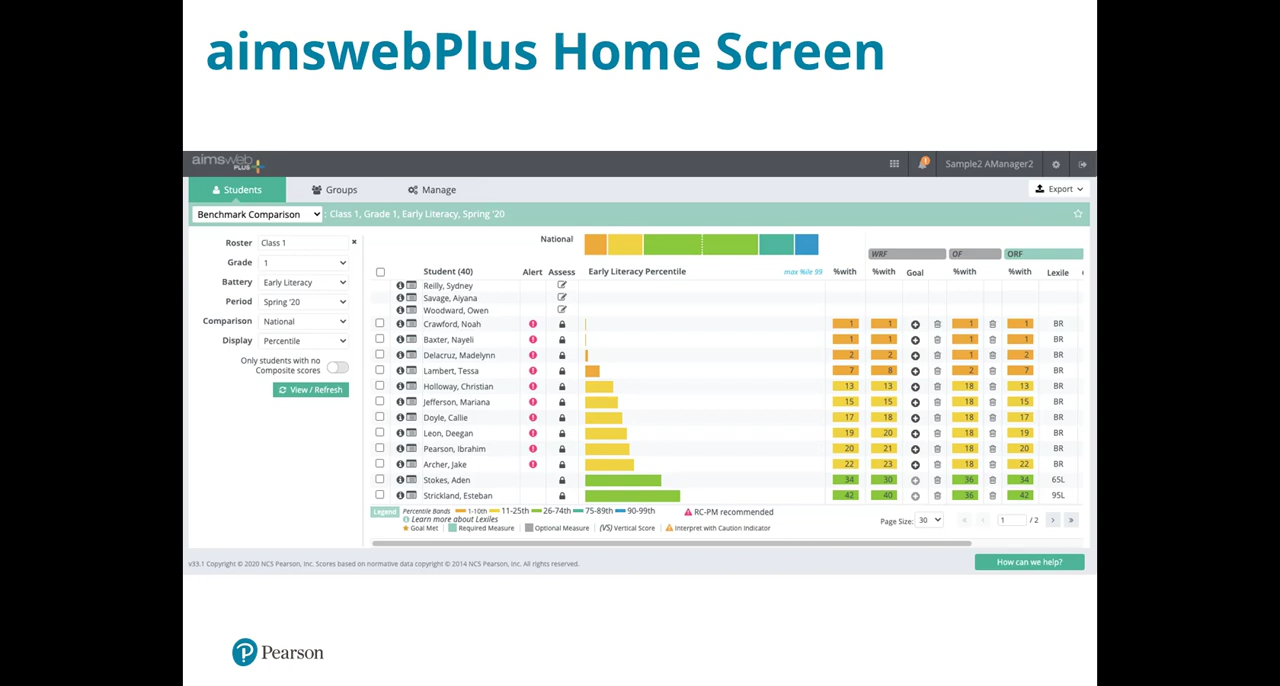 aimswebPlus Home Screen
aimsweb PLUS
1
Sample2 AManager2
Students Groups Manage Export
Benchmark Comparison : Class 1, Grade 1, Early Literacy, Spring '20
Roster Class 1
Grade 1
Battery Early Literacy
Period Spring '20
Comparison National
Display Percentile
Only students with no
Composite scores
View / Refresh
National
WRF OF ORF
Student (40) Alert Assess Early Literacy Percentile max %ile 99 %with %with Goal %with %with Lexile
Reilly, Sydney
Savage, Aiyana
Woodward, Owen
Crawford, Noah 1 1 1 1 BR
Baxter, Nayeli 1 1 1 1 BR
Delacruz, Madelynn 2 2 1 2 BR
Lambert, Tessa 7 8 2 7 BR
Holloway, Christian 13 13 18 13 BR
Jefferson, Mariana 15 15 18 15 BR
Doyle, Callie 17 18 18 17 BR
Leon, Deegan 19 20 18 19 BR
Pearson, Ibrahim 20 21 18 20 BR
Archer, Jake 22 23 18 22 BR
Stokes, Aden 34 30 36 34 65L
Strickland, Esteban 42 40 36 42 95L
Legend Percentile Bands 1-10th 11-25th 26-74th 75-89th 90-99th RC-PM recommended
Learn more about Lexiles
Goal Met Required Measure Optional Measure (VS) Vertical Score Interpret with Caution Indicator
Page Size: 30 « ‹ 1 / 2 › »
v33.1 Copyright © 2020 NCS Pearson, Inc. Scores based on normative data copyright © 2014 NCS Pearson, Inc. All rights reserved.
How can we help?
P Pearson